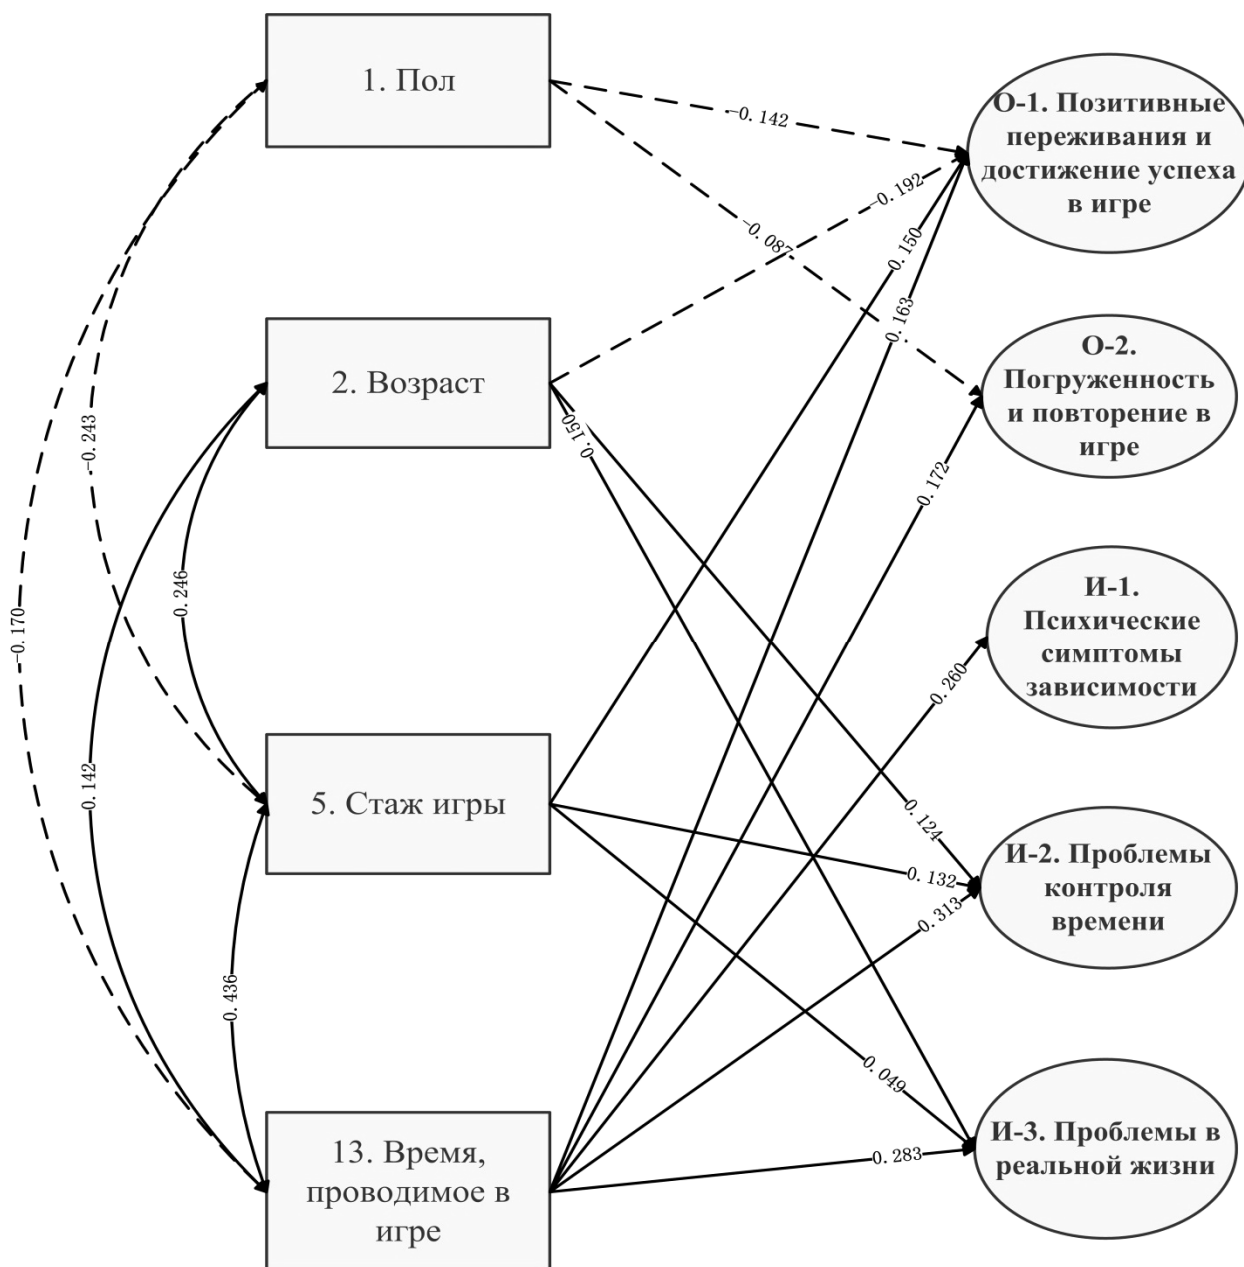 1. Пол
О-1. Позитивные
переживания и
достижение успеха
в игре
-0.142
-0.192
-0.087
0.150
0.163
2. Возраст
О-2.
Погруженность
и повторение в
игре
0.150
-0.243
0.172
0.246
-0.170
И-1.
Психические
симптомы
зависимости
0.260
0.142
5. Стаж игры
0.124
0.132
0.313
И-2. Проблемы
контроля
времени
0.436
0.049
0.283
И-3. Проблемы в
реальной жизни
13. Время,
проводимое в
игре